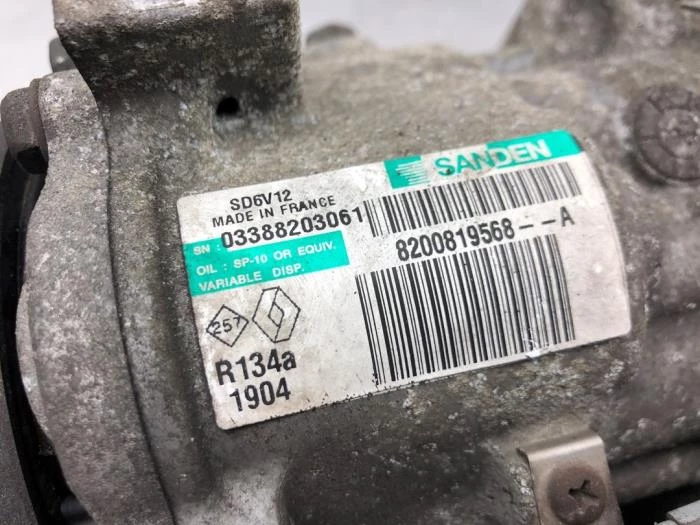 SANDEN
SD6V12
MADE IN FRANCE
SN : 03388203061
8200819568--A
OIL : SP-10 OR EQUIV.
VARIABLE DISP.
257
R134a
1904